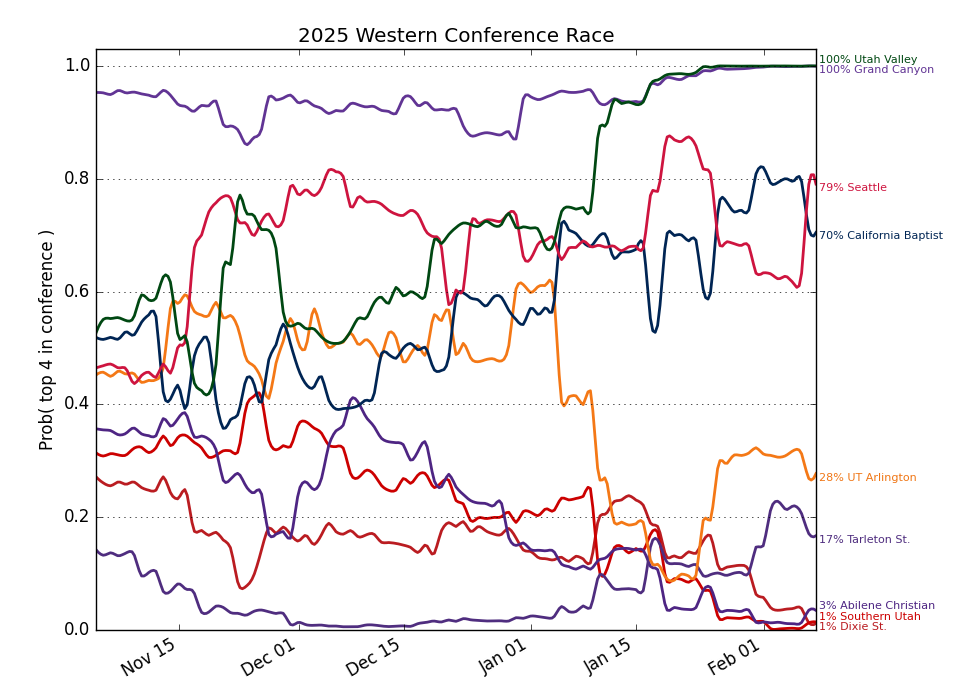 2025 Western Conference Race
Prob( top 4 in conference )
1.0
0.8
0.6
0.4
0.2
0.0
Nov 15
Dec 01
Dec 15
Jan 01
Jan 15
Feb 01
100% Utah Valley
100% Grand Canyon
79% Seattle
70% California Baptist
28% UT Arlington
17% Tarleton St.
3% Abilene Christian
1% Southern Utah
1% Dixie St.